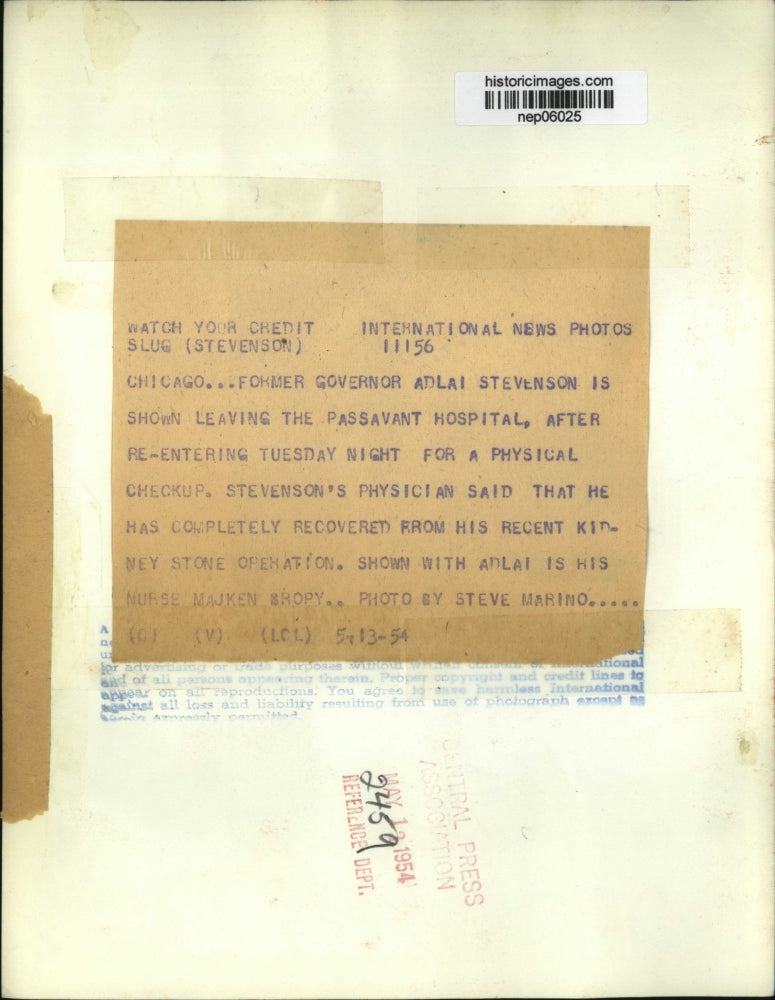 historicimages.com
nep06025
WATCH YOUR CREDIT INTERNATIONAL NEWS PHOTOS
SLUG (STEVENSON) 11156
CHICAGO...FORMER GOVERNOR ADLAI STEVENSON IS
SHOWN LEAVING THE PASSAVANT HOSPITAL, AFTER
RE-ENTERING TUESDAY NIGHT FOR A PHYSICAL
CHECKUP. STEVENSON'S PHYSICIAN SAID THAT HE
HAS COMPLETELY RECOVERED FROM HIS RECENT KID-
NEY STONE OPERATION. SHOWN WITH ADLAI IS HIS
NURSE MAJKEN BROPY.. PHOTO BY STEVE MARINO.....
(V) (LCL) 5-13-54
for advertising or trade purposes without written consent of International
and of all persons appearing therein. Proper copyright and credit lines to
appear on all reproductions. You agree to save harmless International
against all loss and liability resulting from use of photograph except as
herein expressly permitted.
CENTRAL PRESS
ASSOCIATION
MAY 1954
2459
REFERENCE DEPT.